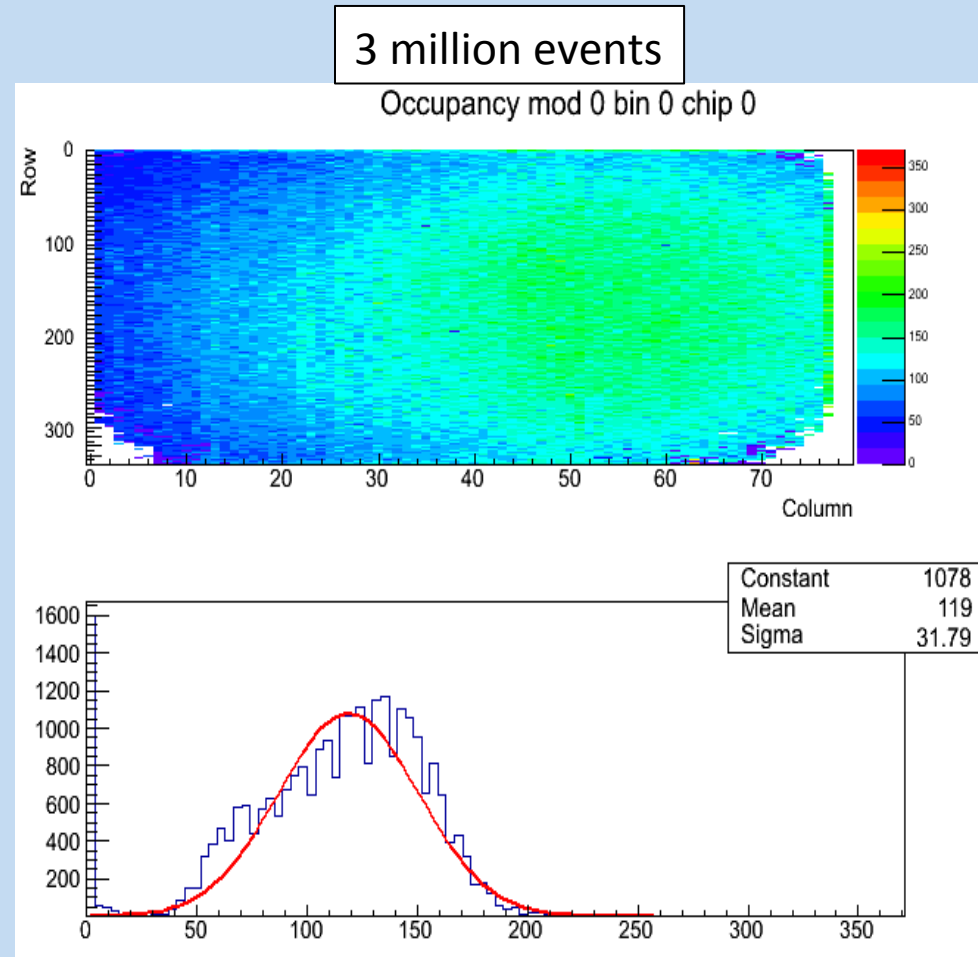 3 million events
Occupancy mod 0 bin 0 chip 0
Row
0
100
200
300
350
300
250
200
150
100
50
0
0 10 20 30 40 50 60 70
Column
Constant 1078
Mean 119
Sigma 31.79
1600
1400
1200
1000
800
600
400
200
0 50 100 150 200 250 300 350